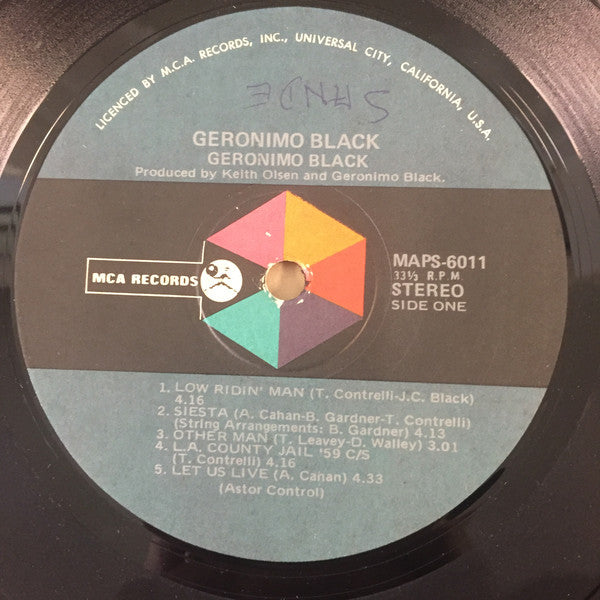 LICENCED BY M.C.A. RECORDS, INC., UNIVERSAL CITY, CALIFORNIA, U.S.A.
GERONIMO BLACK
GERONIMO BLACK
Produced by Keith Olsen and Geronimo Black.
MCA RECORDS
MAPS-6011
33⅓ R.P.M
STEREO
SIDE ONE
1. LOW RIDIN' MAN (T. Contrelli-J.C. Black)
4.16
2. SIESTA (A. Cahan-B. Gardner-T. Contrelli)
(String Arrangements: B. Gardner) 4.13
3. OTHER MAN (T. Leavey-D. Walley) 3.01
4. L.A. COUNTY JAIL '59 C/S
(T. Contrelli) 4.16
5. LET US LIVE (A. Cahan) 4.33
(Astor Control)